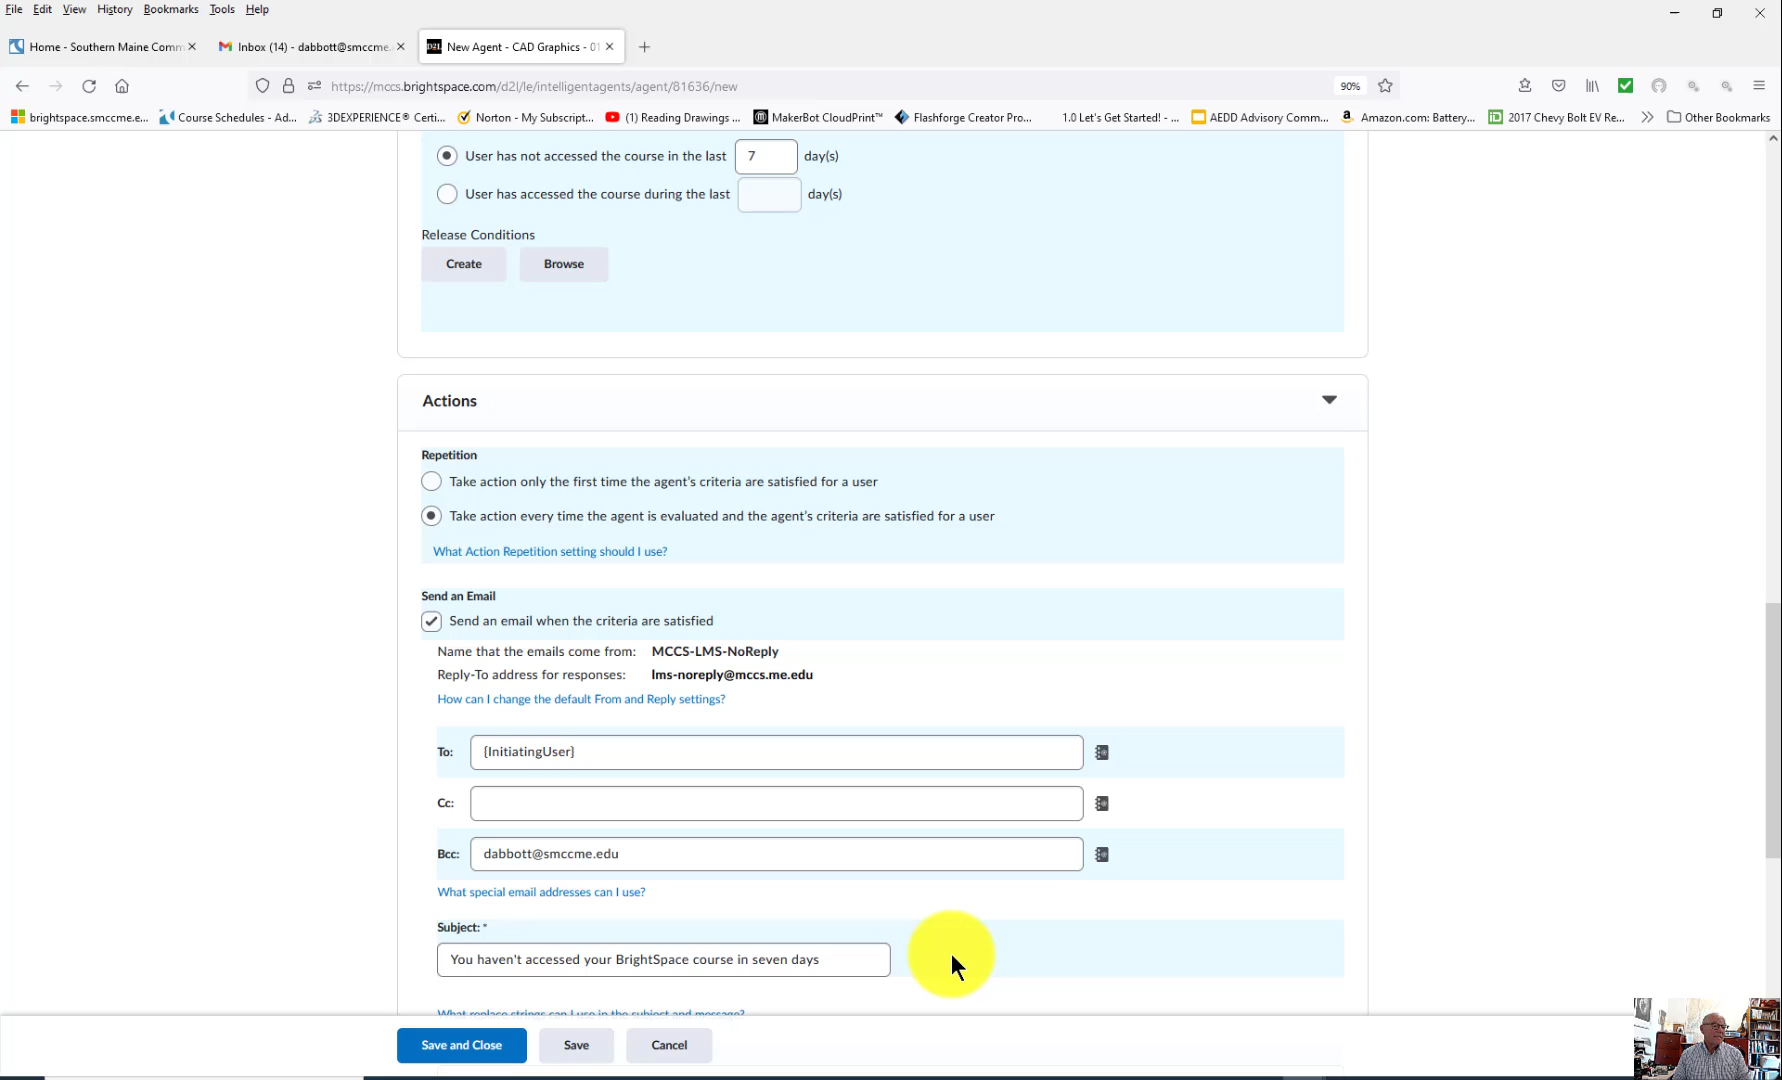 File Edit View History Bookmarks Tools Help
Home - Southern Maine Comm
Inbox (14) - dabbott@smccme.
D2L New Agent - CAD Graphics - 01
https://mccs.brightspace.com/d2l/le/intelligentagents/agent/81636/new
90%
brightspace.smccme.e... Course Schedules - Ad... 3DEXPERIENCE® Certi... Norton - My Subscript... (1) Reading Drawings ... MakerBot CloudPrint™ Flashforge Creator Pro... 1.0 Let's Get Started! - ... AEDD Advisory Comm... Amazon.com: Battery... 2017 Chevy Bolt EV Re... Other Bookmarks
User has not accessed the course in the last 7 day(s)
User has accessed the course during the last day(s)
Release Conditions
Create Browse
Actions
Repetition
Take action only the first time the agent's criteria are satisfied for a user
Take action every time the agent is evaluated and the agent's criteria are satisfied for a user
What Action Repetition setting should I use?
Send an Email
Send an email when the criteria are satisfied
Name that the emails come from: MCCS-LMS-NoReply
Reply-To address for responses: lms-noreply@mccs.me.edu
How can I change the default From and Reply settings?
To: {InitiatingUser}
Cc:
Bcc: dabbott@smccme.edu
What special email addresses can I use?
Subject: *
You haven't accessed your BrightSpace course in seven days
What replace strings can I use in the subject and message?
Save and Close Save Cancel